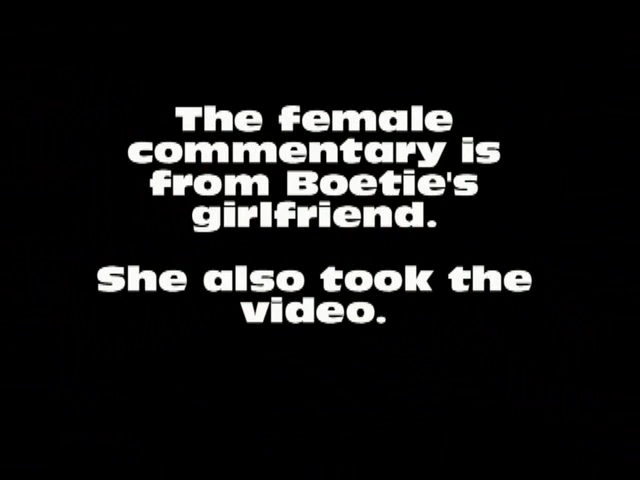 The female
commentary is
from Boetie's
girlfriend.
She also took the
video.